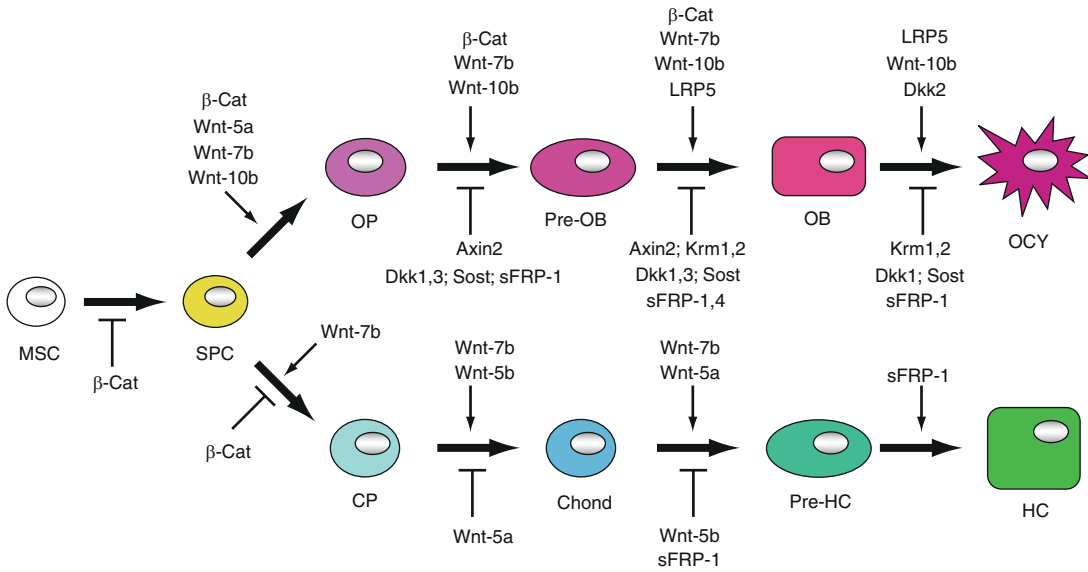 β-Cat
Wnt-5a
Wnt-7b
Wnt-10b
β-Cat
Wnt-7b
Wnt-10b
β-Cat
Wnt-7b
Wnt-10b
LRP5
LRP5
Wnt-10b
Dkk2
OP
Pre-OB
OB
OCY
Axin2
Dkk1,3; Sost; sFRP-1
Axin2; Krm1,2
Dkk1,3; Sost
sFRP-1,4
Krm1,2
Dkk1; Sost
sFRP-1
MSC
SPC
β-Cat
Wnt-7b
β-Cat
Wnt-7b
Wnt-5b
Wnt-7b
Wnt-5a
sFRP-1
CP
Chond
Pre-HC
HC
Wnt-5a
Wnt-5b
sFRP-1